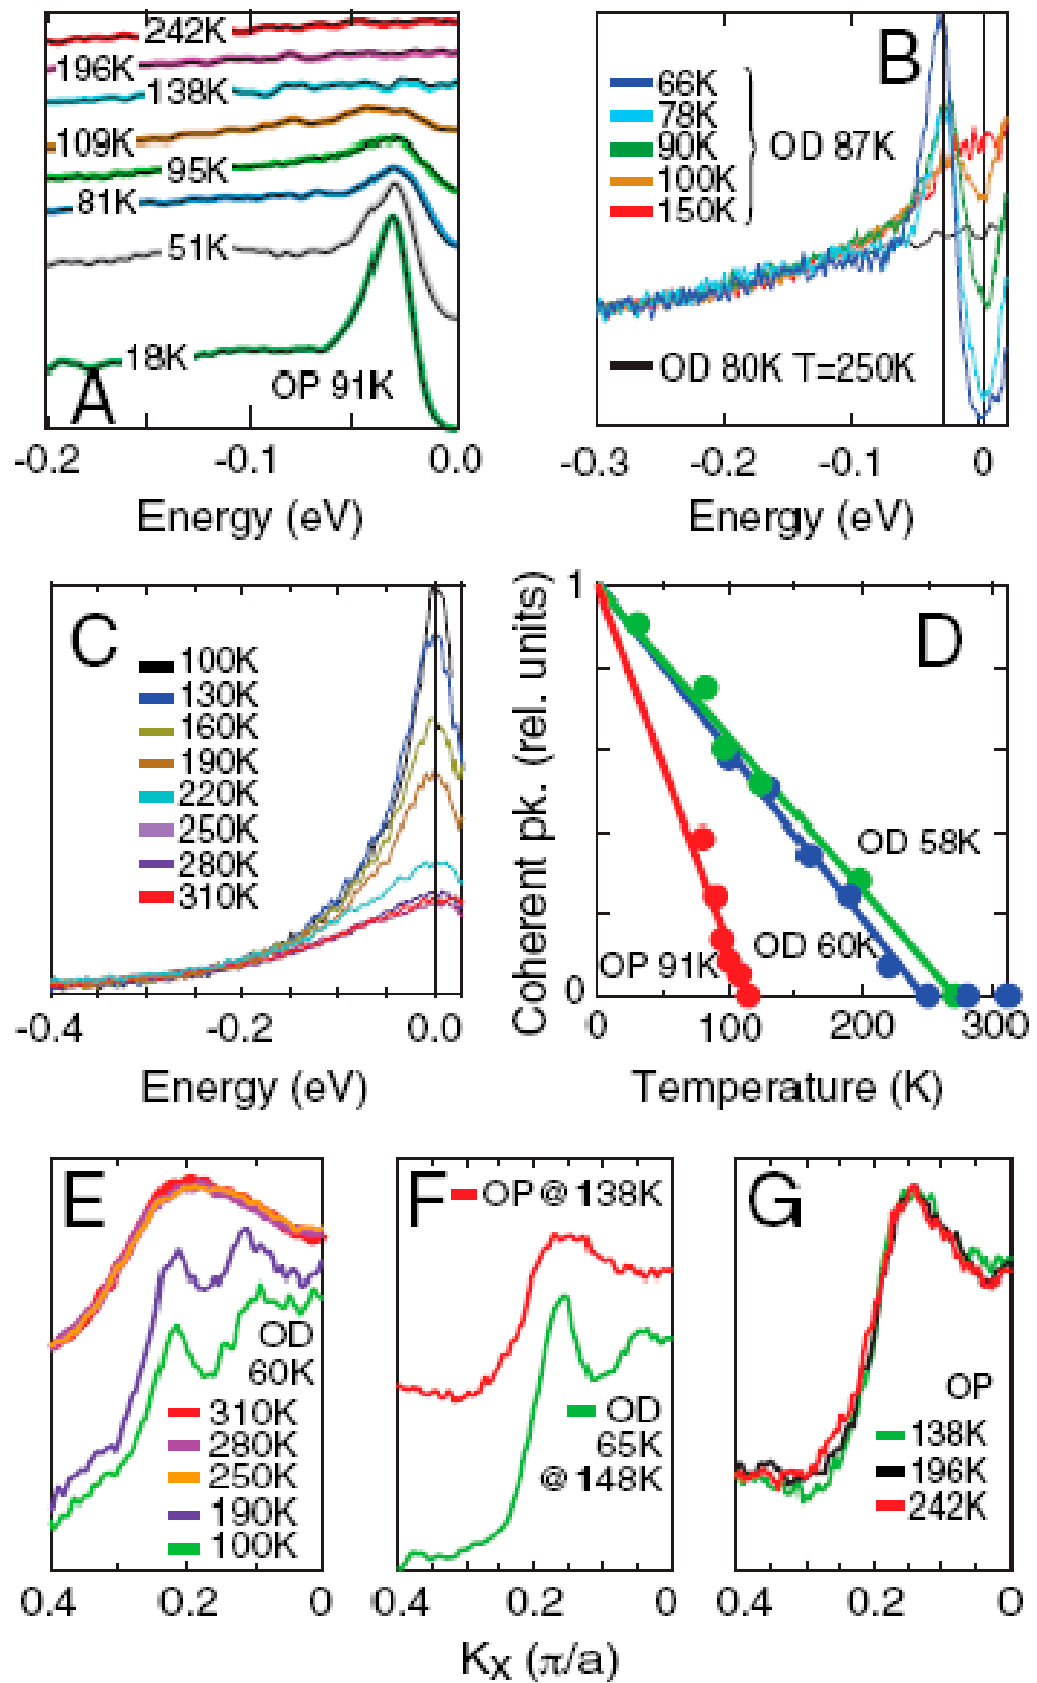 242K
196K
138K
109K
95K
81K
51K
18K
OP 91K
A
-0.2 -0.1 0.0
Energy (eV)
B
66K
78K
90K
100K
150K
OD 87K
OD 80K T=250K
-0.3 -0.2 -0.1 0
Energy (eV)
C
100K
130K
160K
190K
220K
250K
280K
310K
-0.4 -0.2 0.0
Energy (eV)
Coherent pk. (rel. units)
1
0
D
OD 58K
OD 60K
OP 91K
0 100 200 300
Temperature (K)
E
OD
60K
310K
280K
250K
190K
100K
0.4 0.2 0
F
OP @ 138K
OD
65K
@ 148K
0.4 0.2 0
G
OP
138K
196K
242K
0.4 0.2 0
Kx (π/a)